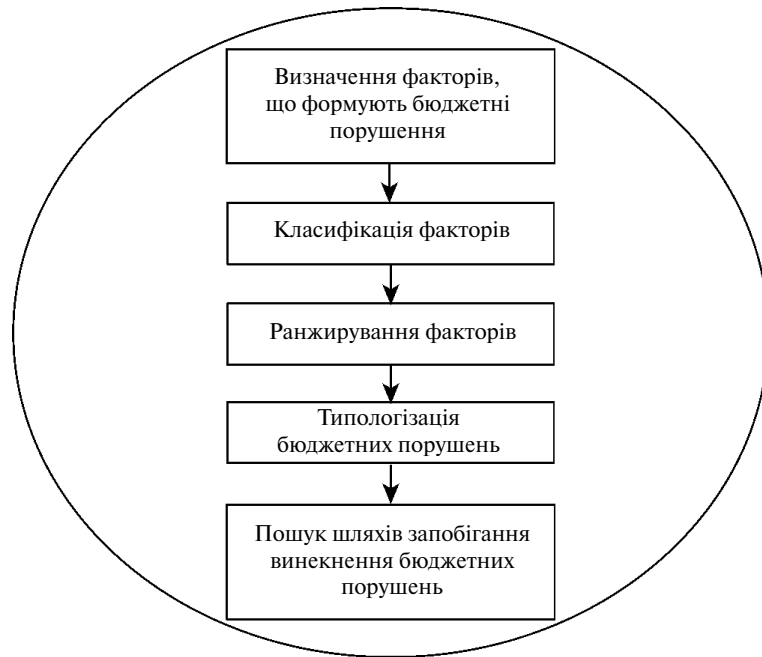 Визначення факторів,
що формують бюджетні
порушення
Класифікація факторів
Ранжирування факторів
Типологізація
бюджетних порушень
Пошук шляхів запобігання
винекнення бюджетних
порушень